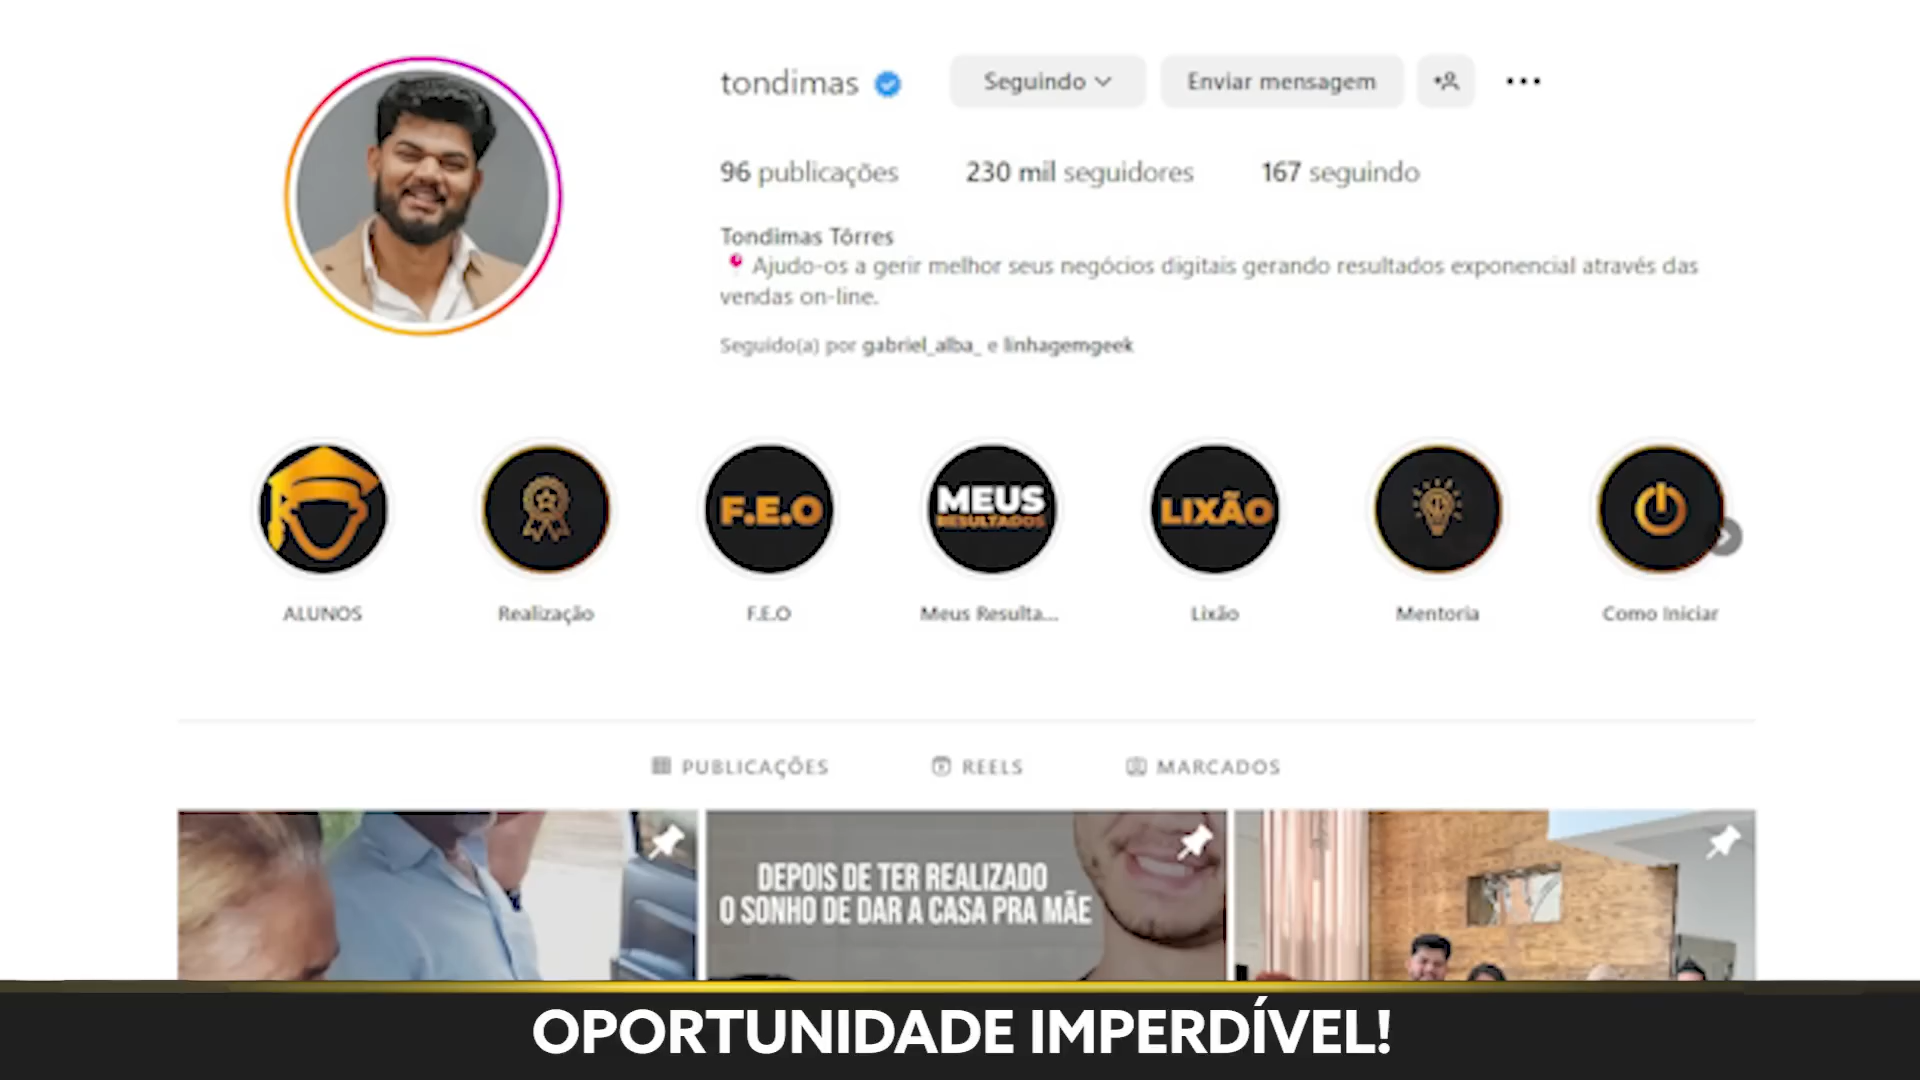 tondimas
Seguindo
Enviar mensagem
96 publicações
230 mil seguidores
167 seguindo
Tondimas Tôrres
Ajudo-os a gerir melhor seus negócios digitais gerando resultados exponencial através das
vendas on-line.
Seguido(a) por gabriel_alba_ e linhagemgeek
F.E.O
MEUS
RESULTADOS
LIXÃO
ALUNOS
Realização
F.E.O
Meus Resulta...
Lixão
Mentoria
Como Iniciar
PUBLICAÇÕES
REELS
MARCADOS
DEPOIS DE TER REALIZADO
O SONHO DE DAR A CASA PRA MÃE
OPORTUNIDADE IMPERDÍVEL!